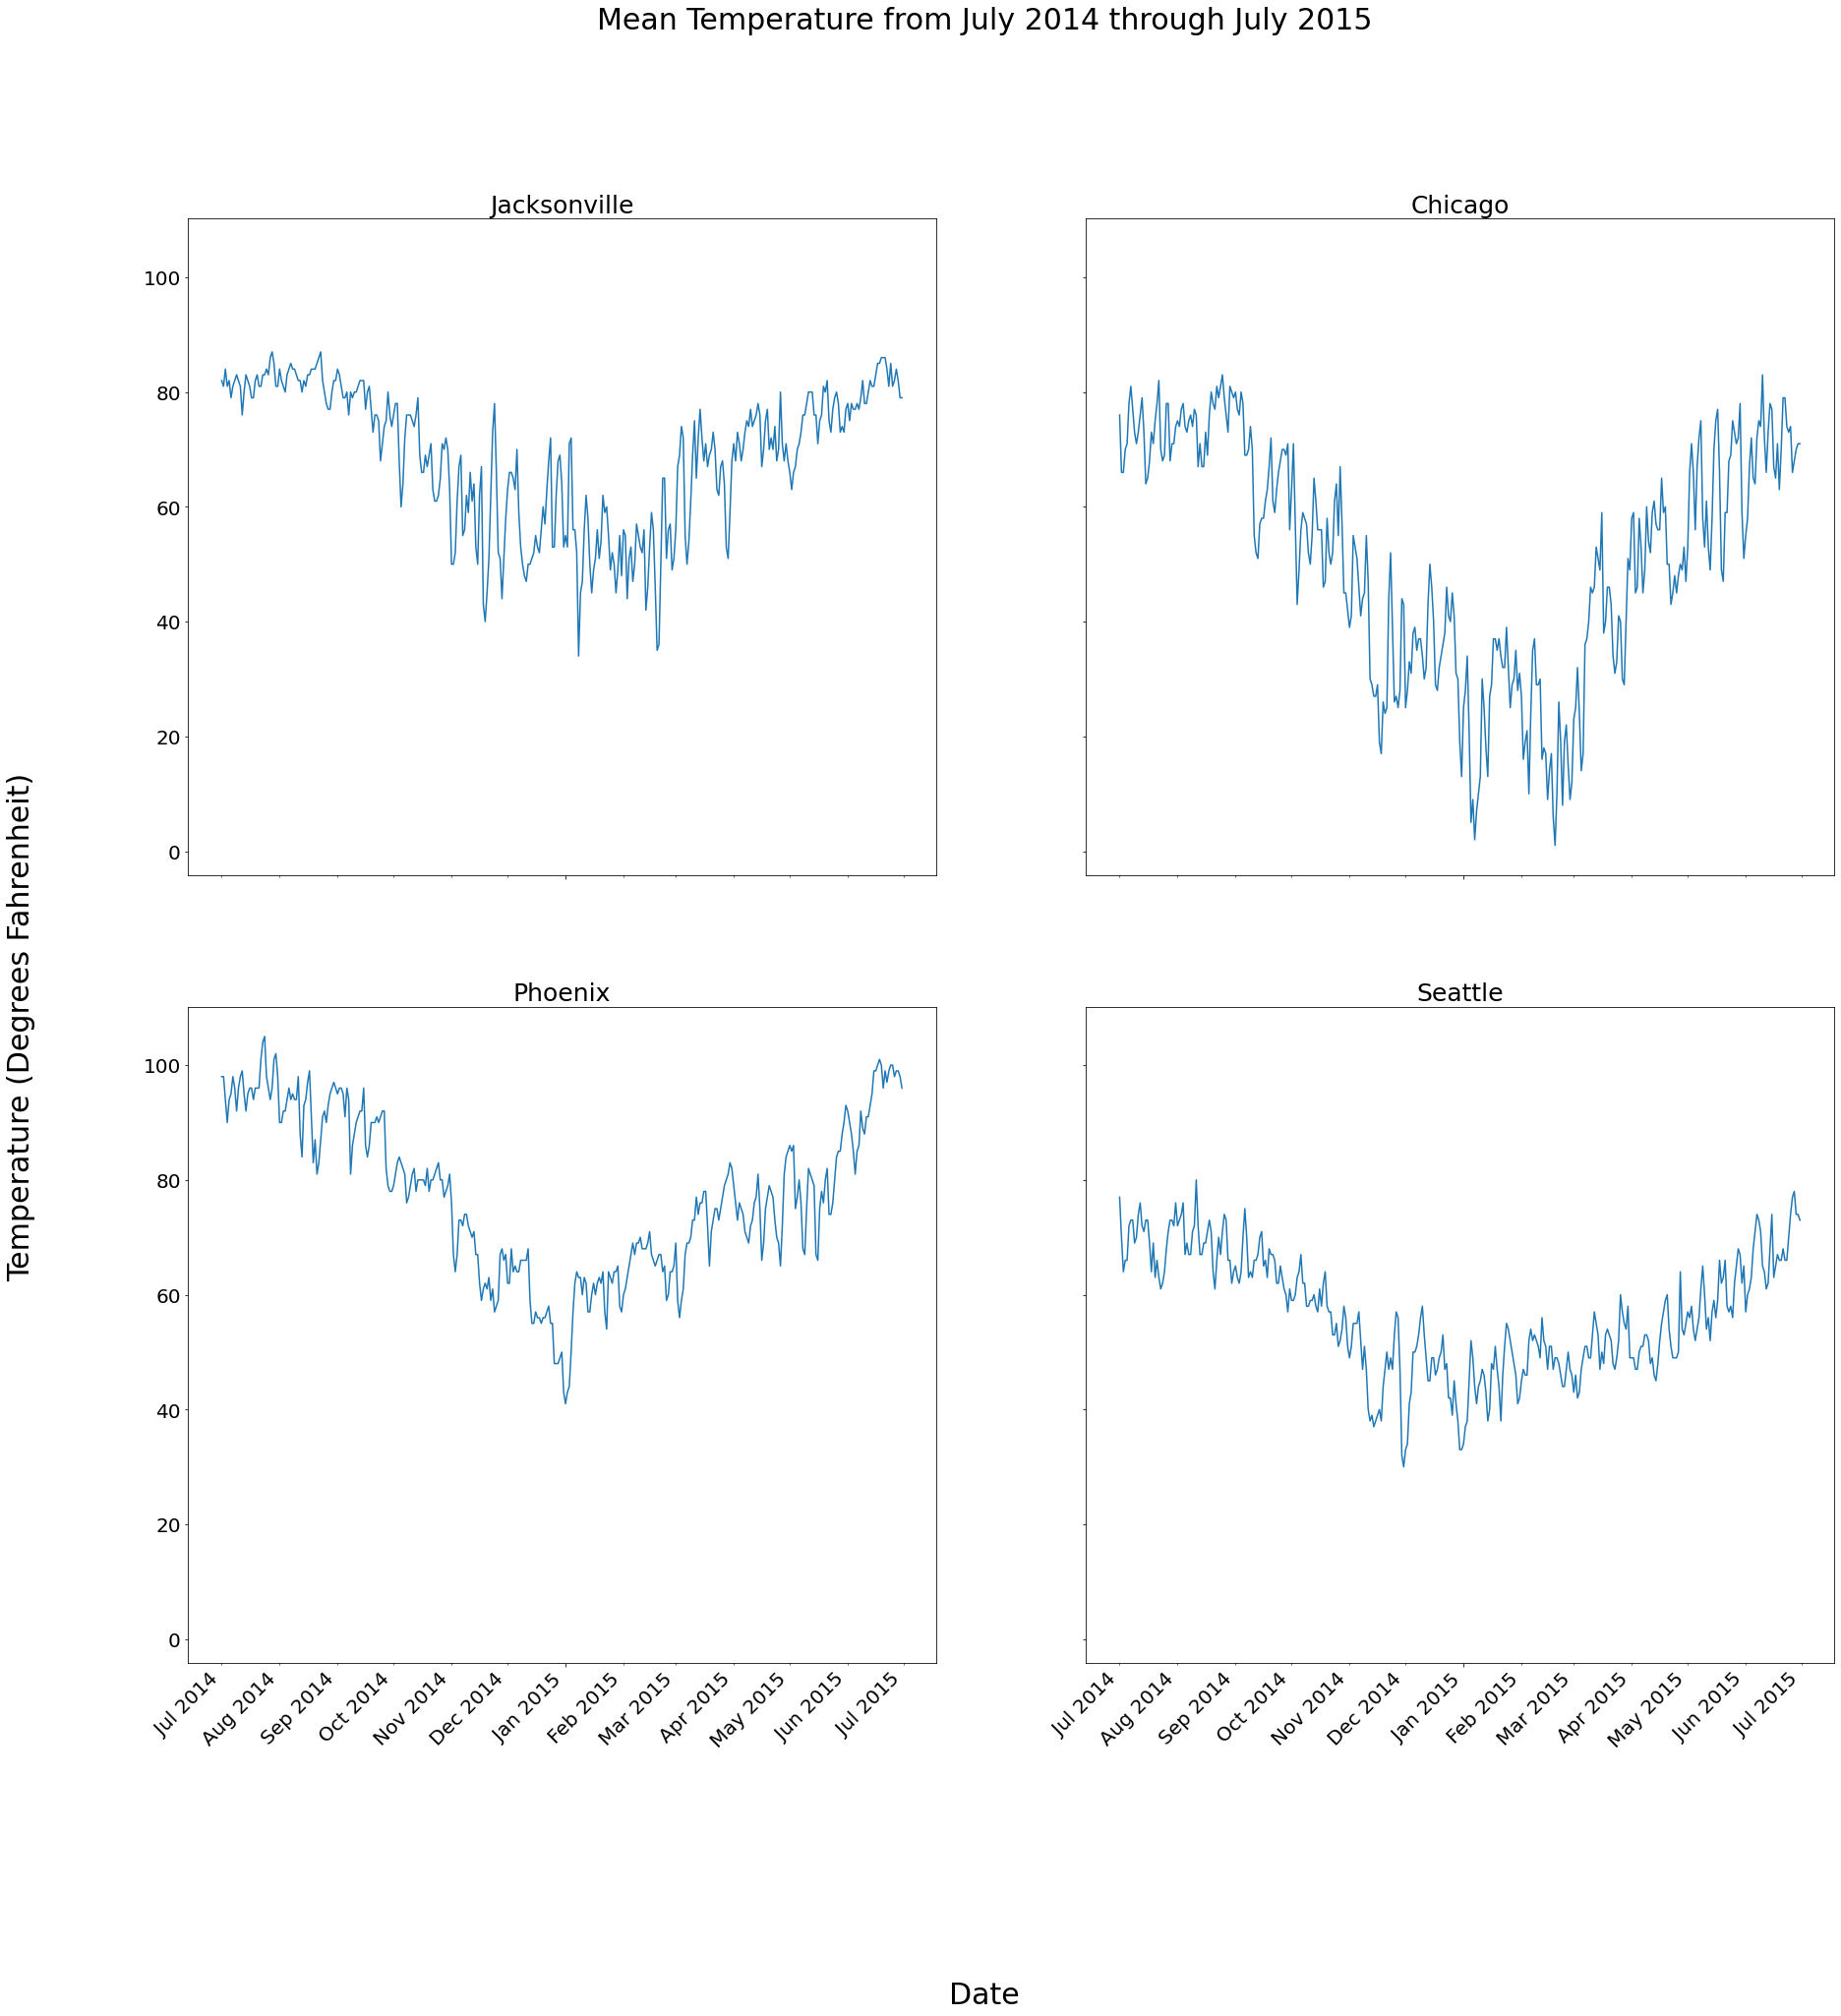 Mean Temperature from July 2014 through July 2015
Jacksonville
Chicago
100
80
60
40
20
0
Temperature (Degrees Fahrenheit)
Phoenix
Seattle
100
80
60
40
20
0
Jul 2014
Aug 2014
Sep 2014
Oct 2014
Nov 2014
Dec 2014
Jan 2015
Feb 2015
Mar 2015
Apr 2015
May 2015
Jun 2015
Jul 2015
Jul 2014
Aug 2014
Sep 2014
Oct 2014
Nov 2014
Dec 2014
Jan 2015
Feb 2015
Mar 2015
Apr 2015
May 2015
Jun 2015
Jul 2015
Date